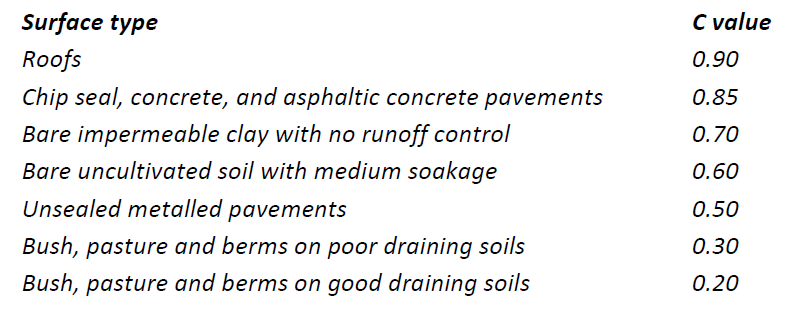 Surface type C value
Roofs 0.90
Chip seal, concrete, and asphaltic concrete pavements 0.85
Bare impermeable clay with no runoff control 0.70
Bare uncultivated soil with medium soakage 0.60
Unsealed metalled pavements 0.50
Bush, pasture and berms on poor draining soils 0.30
Bush, pasture and berms on good draining soils 0.20